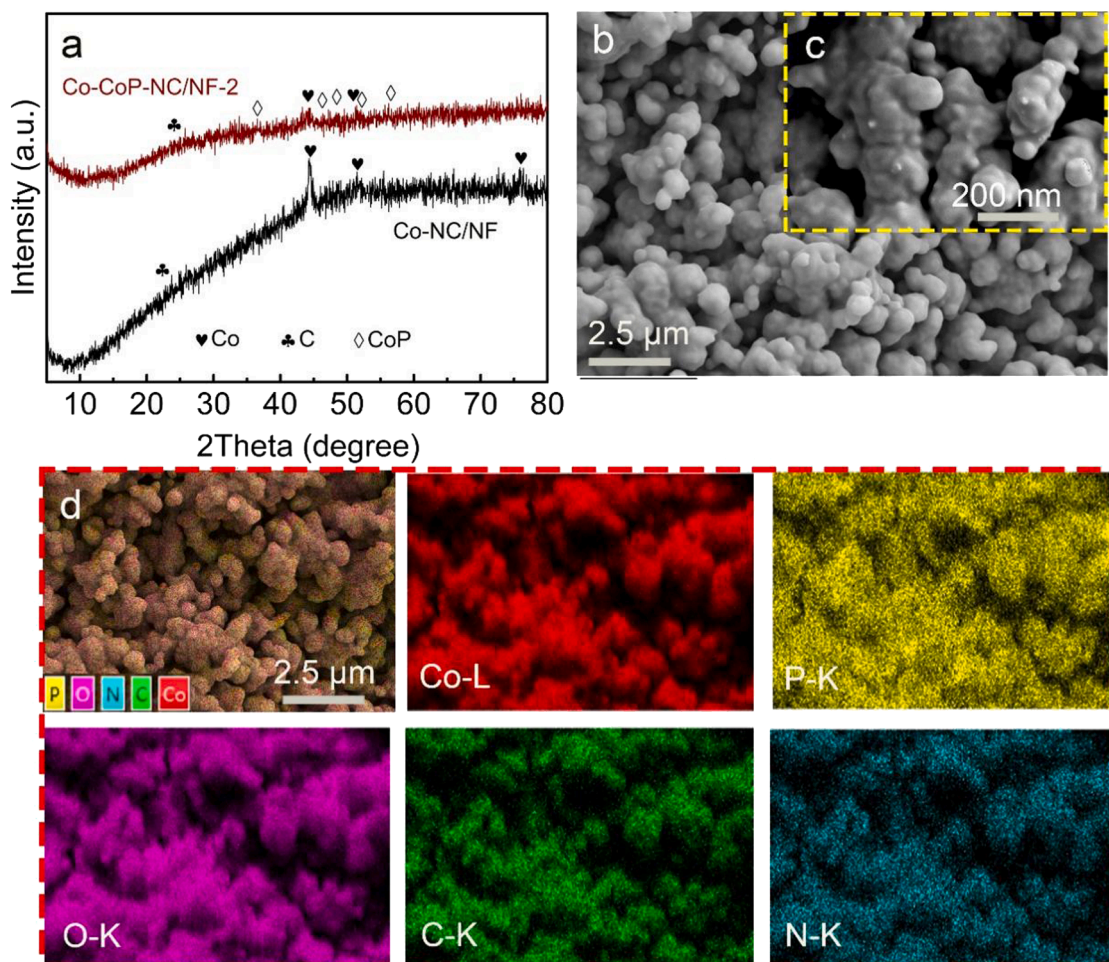 a
Co-CoP-NC/NF-2
Co-NC/NF
♥Co ♣C ◊CoP
Intensity (a.u.)
10 20 30 40 50 60 70 80
2Theta (degree)
b
2.5 µm
c
200 nm
d
2.5 µm
P O N C Co
Co-L
P-K
O-K
C-K
N-K